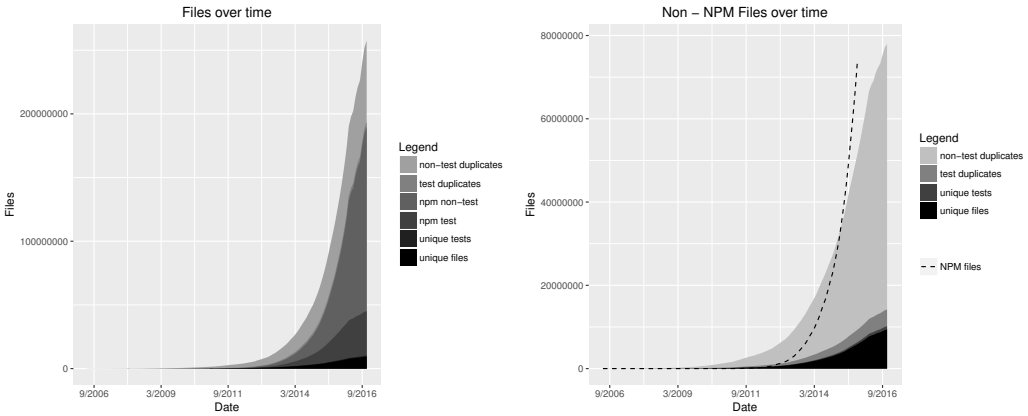 Files over time
Files
200000000
100000000
0
9/2006
3/2009
9/2011
3/2014
9/2016
Date
Legend
non−test duplicates
test duplicates
npm non−test
npm test
unique tests
unique files
Non − NPM Files over time
Files
80000000
60000000
40000000
20000000
0
9/2006
3/2009
9/2011
3/2014
9/2016
Date
Legend
non−test duplicates
test duplicates
unique tests
unique files
NPM files